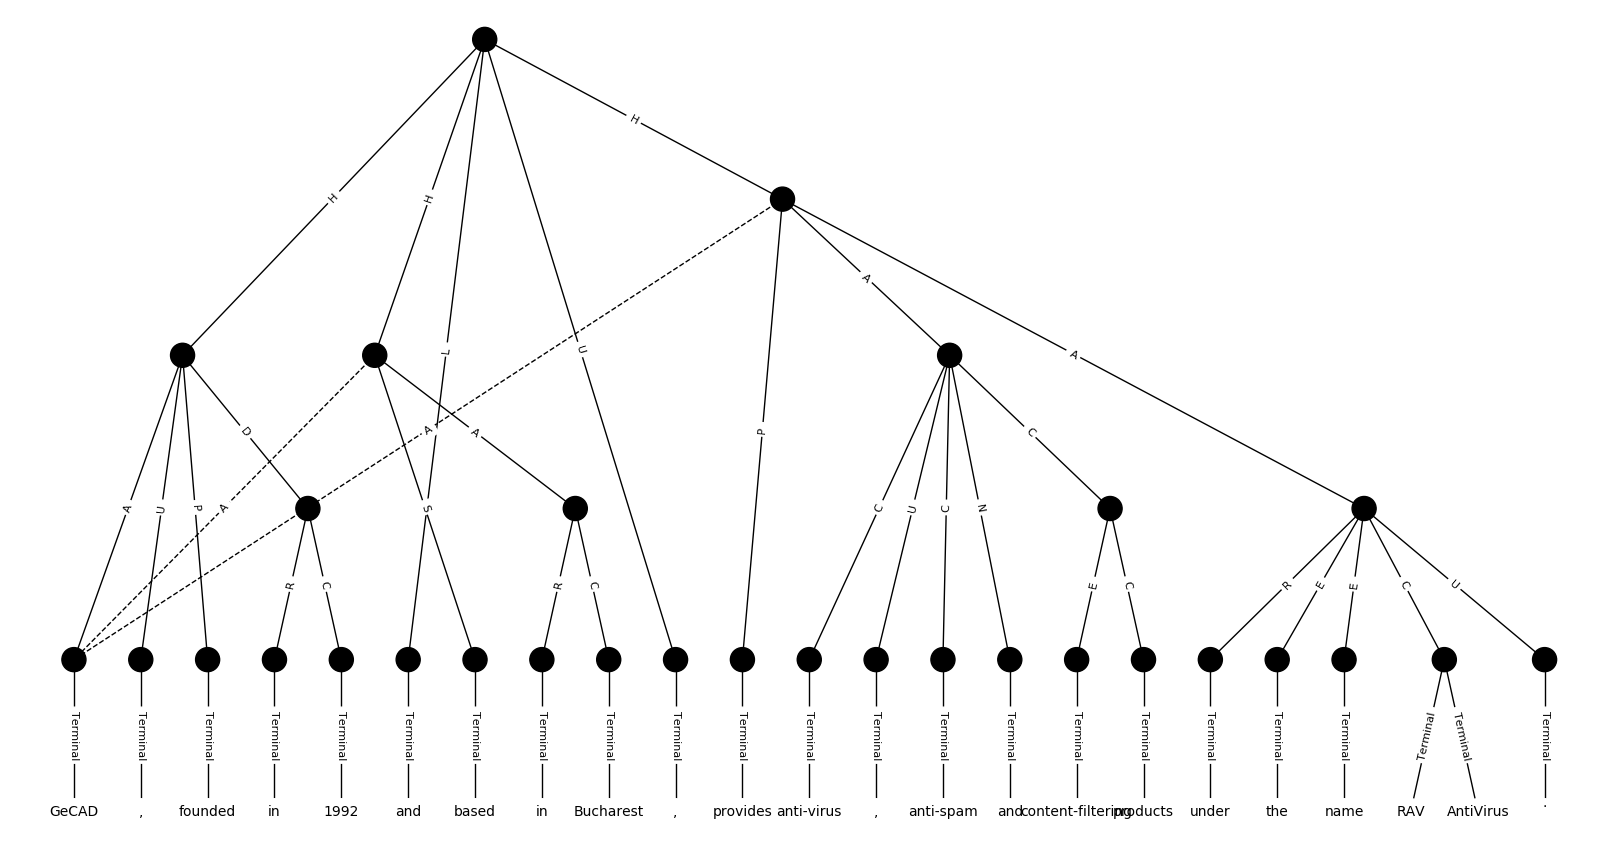 H
H H
L U A
A
P
D A A C
A U P A S C U C N
R C R C E C R E E C U
Terminal Terminal Terminal Terminal Terminal Terminal Terminal Terminal Terminal Terminal Terminal Terminal Terminal Terminal Terminal Terminal Terminal Terminal Terminal Terminal Terminal Terminal Terminal
GeCAD , founded in 1992 and based in Bucharest , provides anti-virus , anti-spam and content-filtering products under the name RAV AntiVirus .